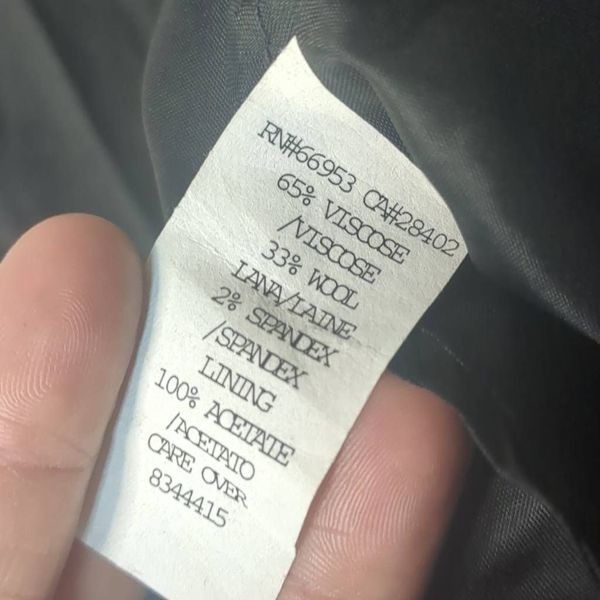 RN#66953 CA#28402
65% VISCOSE
/VISCOSE
33% WOOL
LANA/LAINE
2% SPANDEX
/SPANDEX
LINING
100% ACETATE
/ACETATO
CARE OVER
8344415